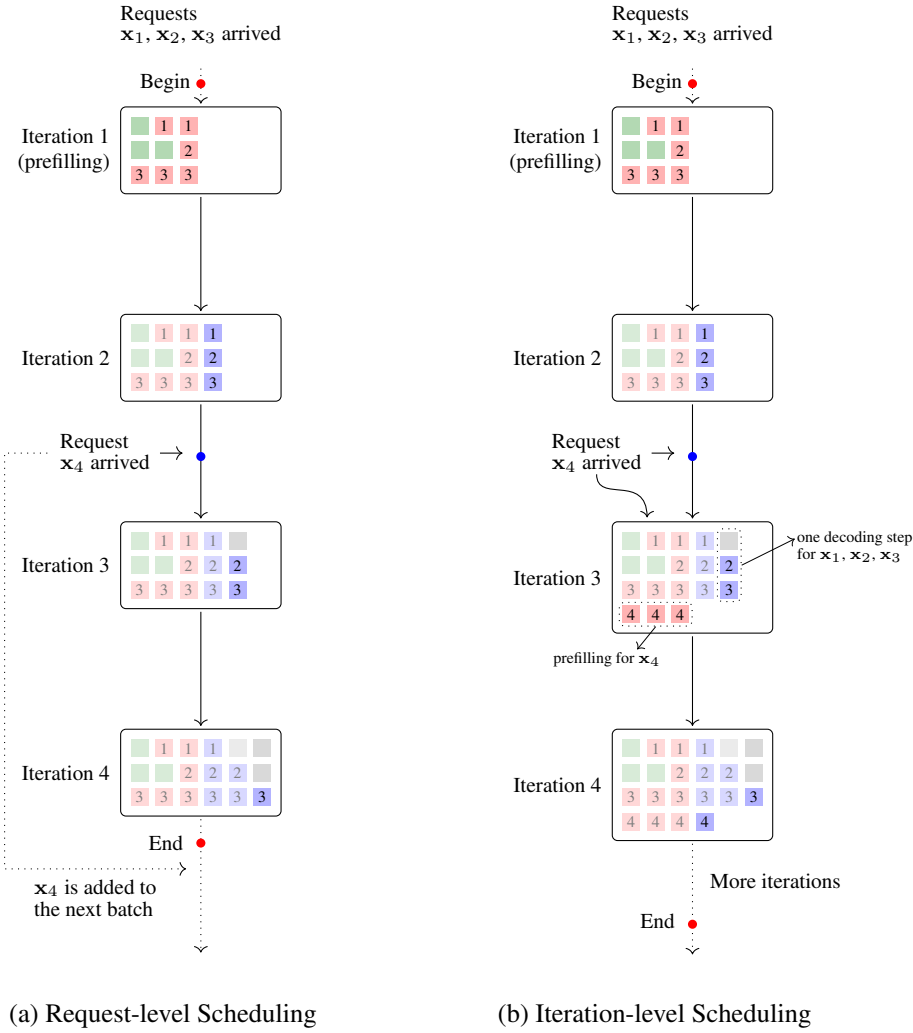 Requests
x₁, x₂, x₃ arrived
Begin
Iteration 1
(prefilling)
1 1
2
3 3 3
Iteration 2
1 1 1
2 2
3 3 3 3
Request
x₄ arrived
Iteration 3
1 1 1
2 2 2
3 3 3 3 3
Iteration 4
1 1 1
2 2 2
3 3 3 3 3 3
End
x₄ is added to
the next batch
(a) Request-level Scheduling
Requests
x₁, x₂, x₃ arrived
Begin
Iteration 1
(prefilling)
1 1
2
3 3 3
Iteration 2
1 1 1
2 2
3 3 3 3
Request
x₄ arrived
Iteration 3
1 1 1
2 2 2
3 3 3 3 3
4 4 4
one decoding step
for x₁, x₂, x₃
prefilling for x₄
Iteration 4
1 1 1
2 2 2
3 3 3 3 3 3
4 4 4 4
More iterations
End
(b) Iteration-level Scheduling